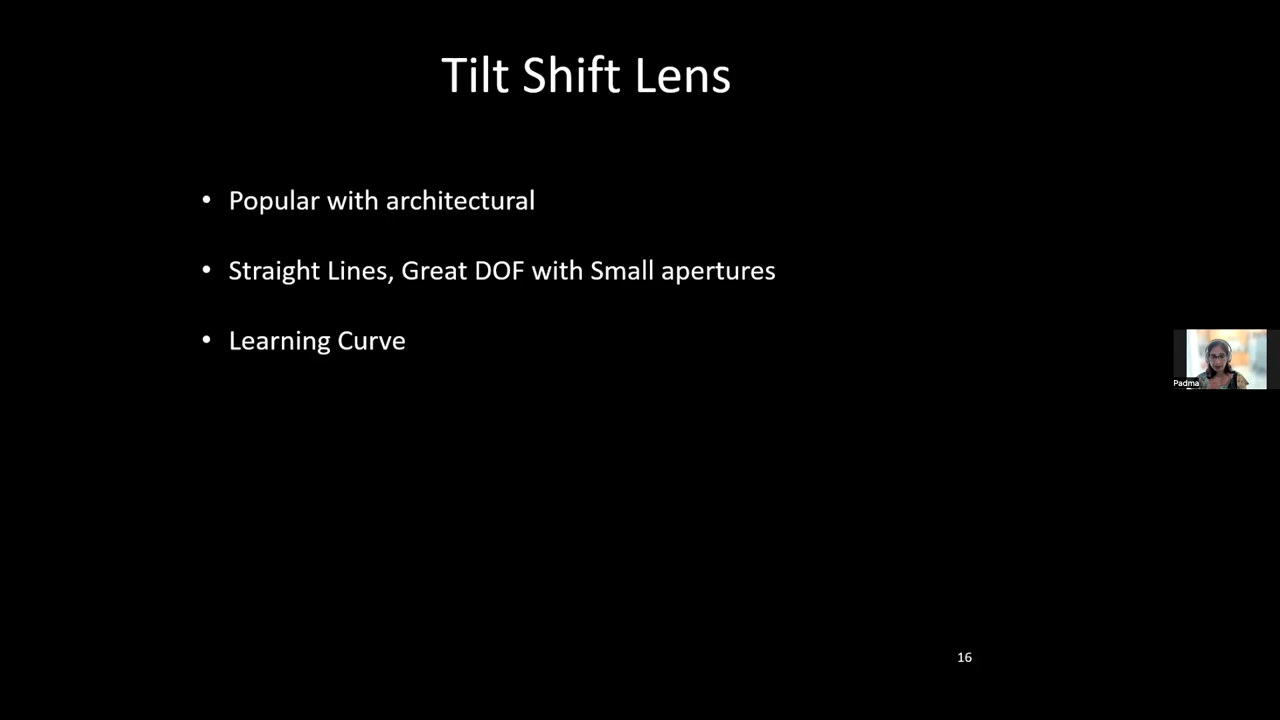 Tilt Shift Lens
• Popular with architectural
• Straight Lines, Great DOF with Small apertures
• Learning Curve
Padma
16